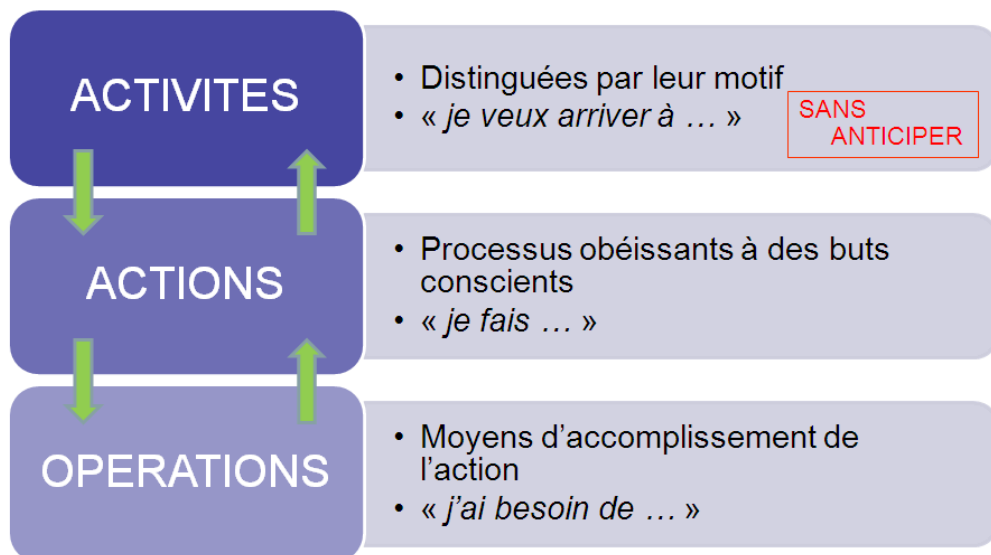 ACTIVITES
• Distinguées par leur motif
• « je veux arriver à … »
SANS
ANTICIPER
ACTIONS
• Processus obéissants à des buts
conscients
• « je fais … »
OPERATIONS
• Moyens d’accomplissement de
l’action
• « j’ai besoin de … »